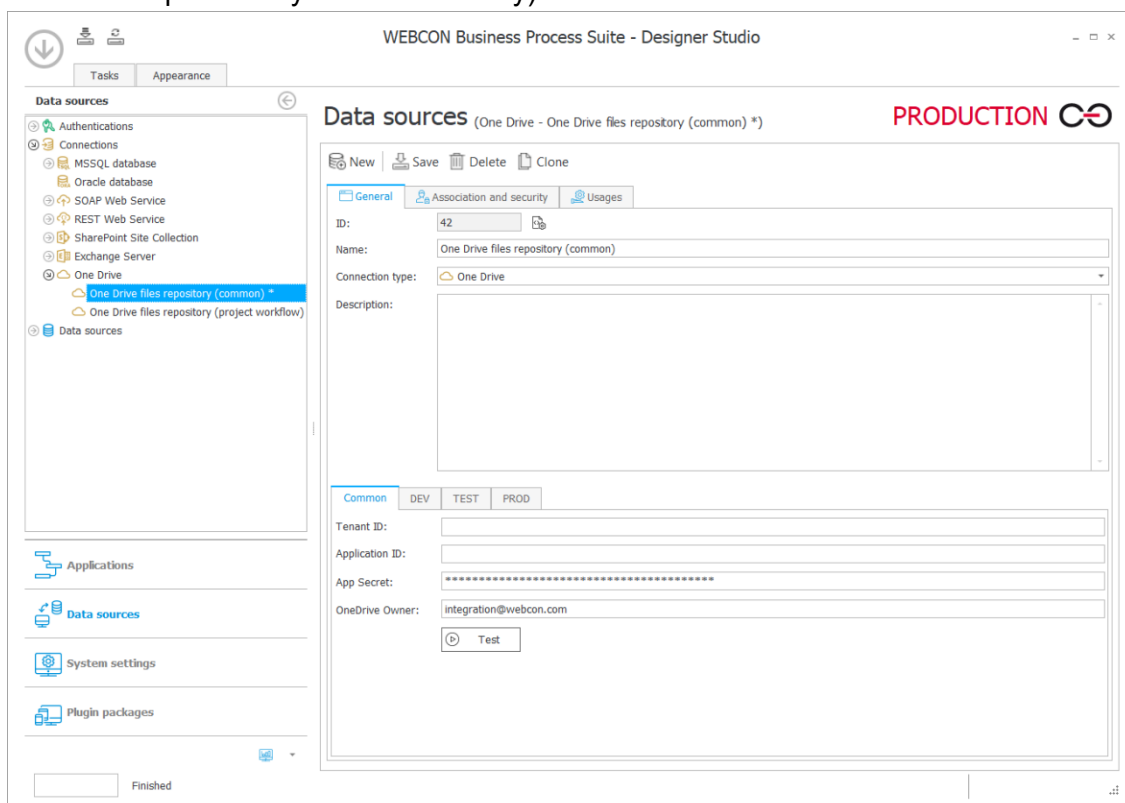 WEBCON Business Process Suite - Designer Studio
Tasks Appearance
Data sources
Authentications
Connections
MSSQL database
Oracle database
SOAP Web Service
REST Web Service
SharePoint Site Collection
Exchange Server
One Drive
One Drive files repository (common) *
One Drive files repository (project workflow)
Data sources
Applications
Data sources
System settings
Plugin packages
Finished
Data sources (One Drive - One Drive files repository (common) *)
PRODUCTION
New Save Delete Clone
General Association and security Usages
ID: 42
Name: One Drive files repository (common)
Connection type: One Drive
Description:
Common DEV TEST PROD
Tenant ID:
Application ID:
App Secret: ****************************************
OneDrive Owner: integration@webcon.com
Test